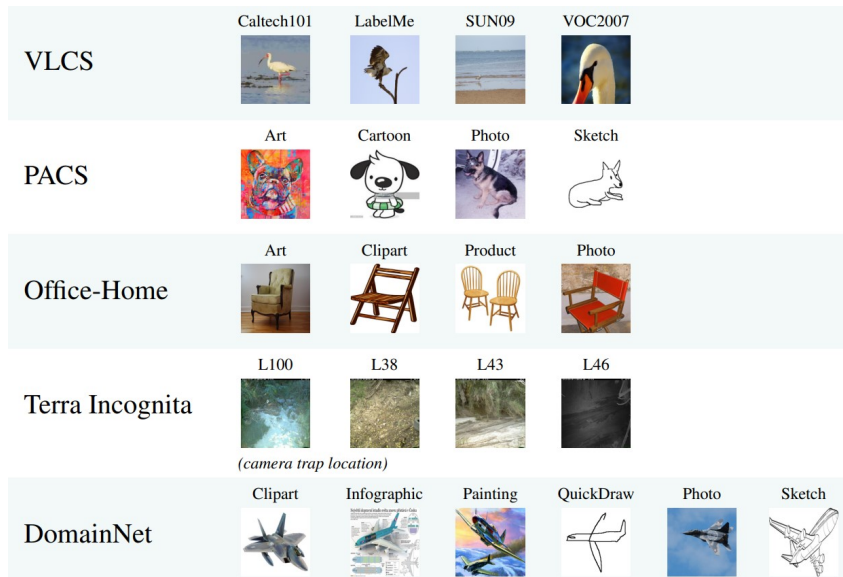 Caltech101 LabelMe SUN09 VOC2007
VLCS
Art Cartoon Photo Sketch
PACS
Art Clipart Product Photo
Office-Home
L100 L38 L43 L46
Terra Incognita
(camera trap location)
Clipart Infographic Painting QuickDraw Photo Sketch
DomainNet